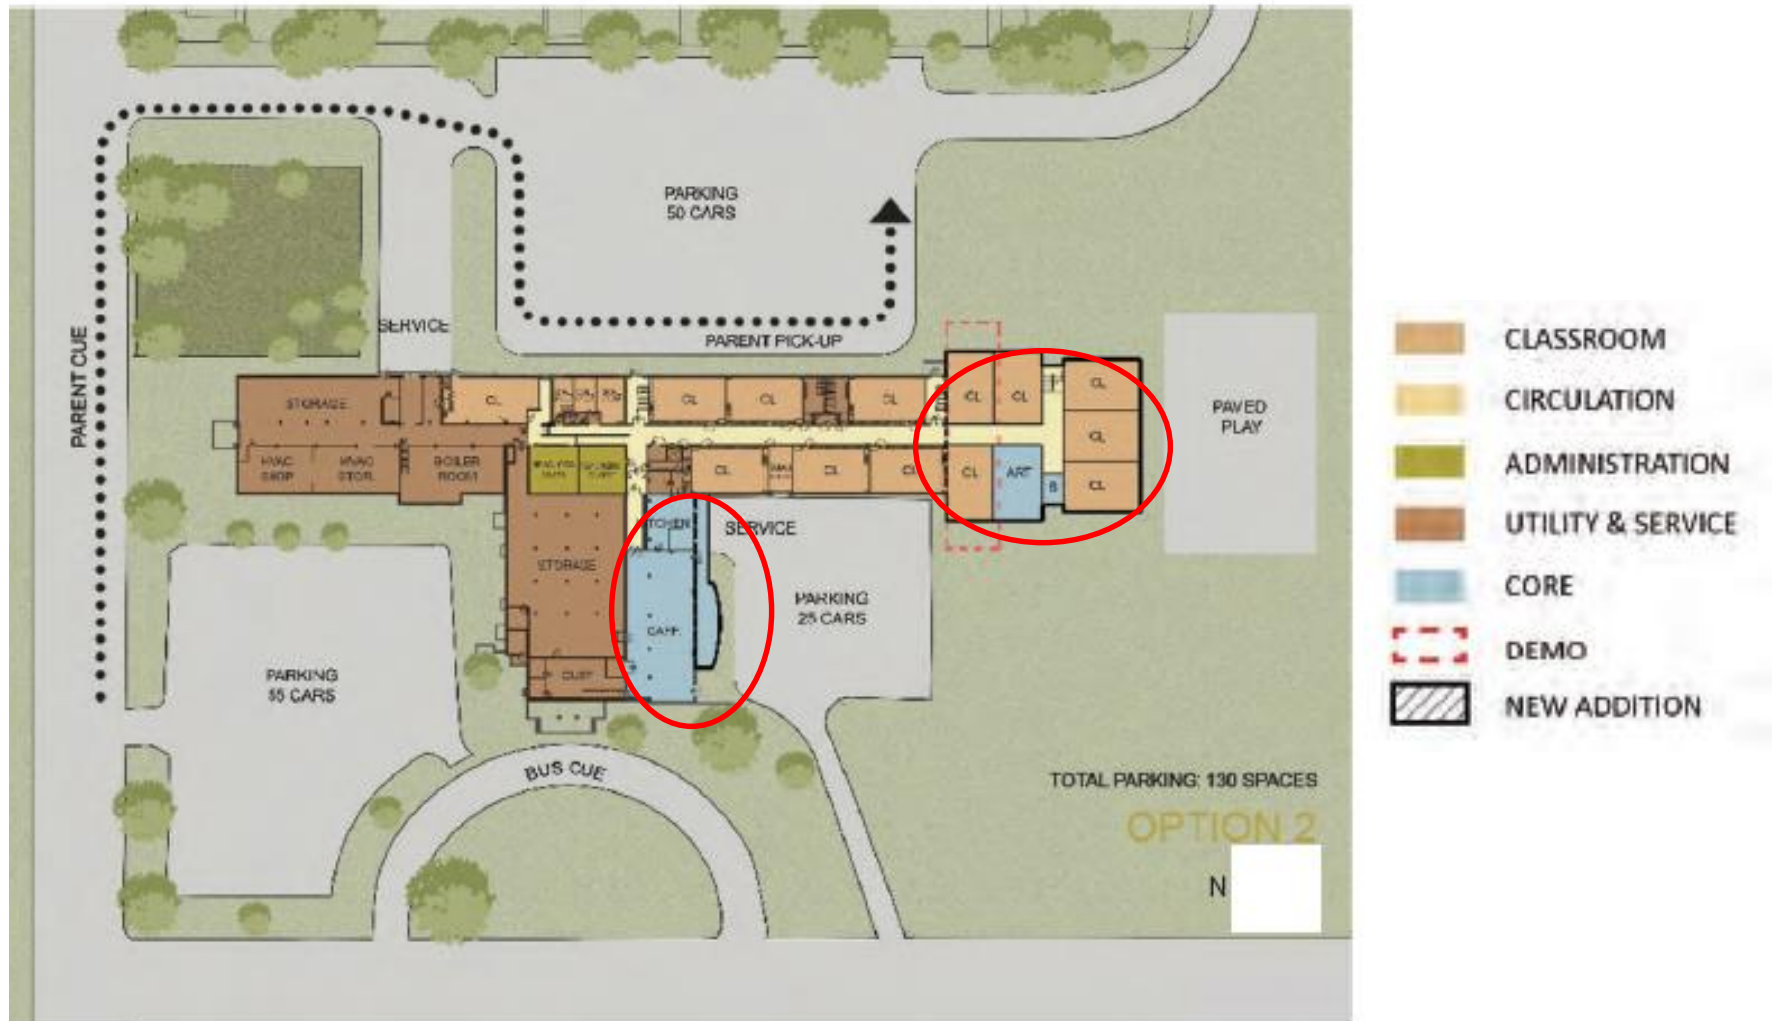 PARKING
50 CARS
SERVICE
PARENT PICK-UP
PARENT CUE
STORAGE
CL
CL
CL
CL
CL
CL
CL
PAVED
PLAY
CL
HVAC
SHOP
HVAC
STOR.
BOILER
ROOM
CL
CL
CL
CL
ART
B
CL
TCHEN
SERVICE
STORAGE
CAFE.
PARKING
25 CARS
CUST
PARKING
55 CARS
BUS CUE
TOTAL PARKING: 130 SPACES
OPTION 2
N
CLASSROOM
CIRCULATION
ADMINISTRATION
UTILITY & SERVICE
CORE
DEMO
NEW ADDITION